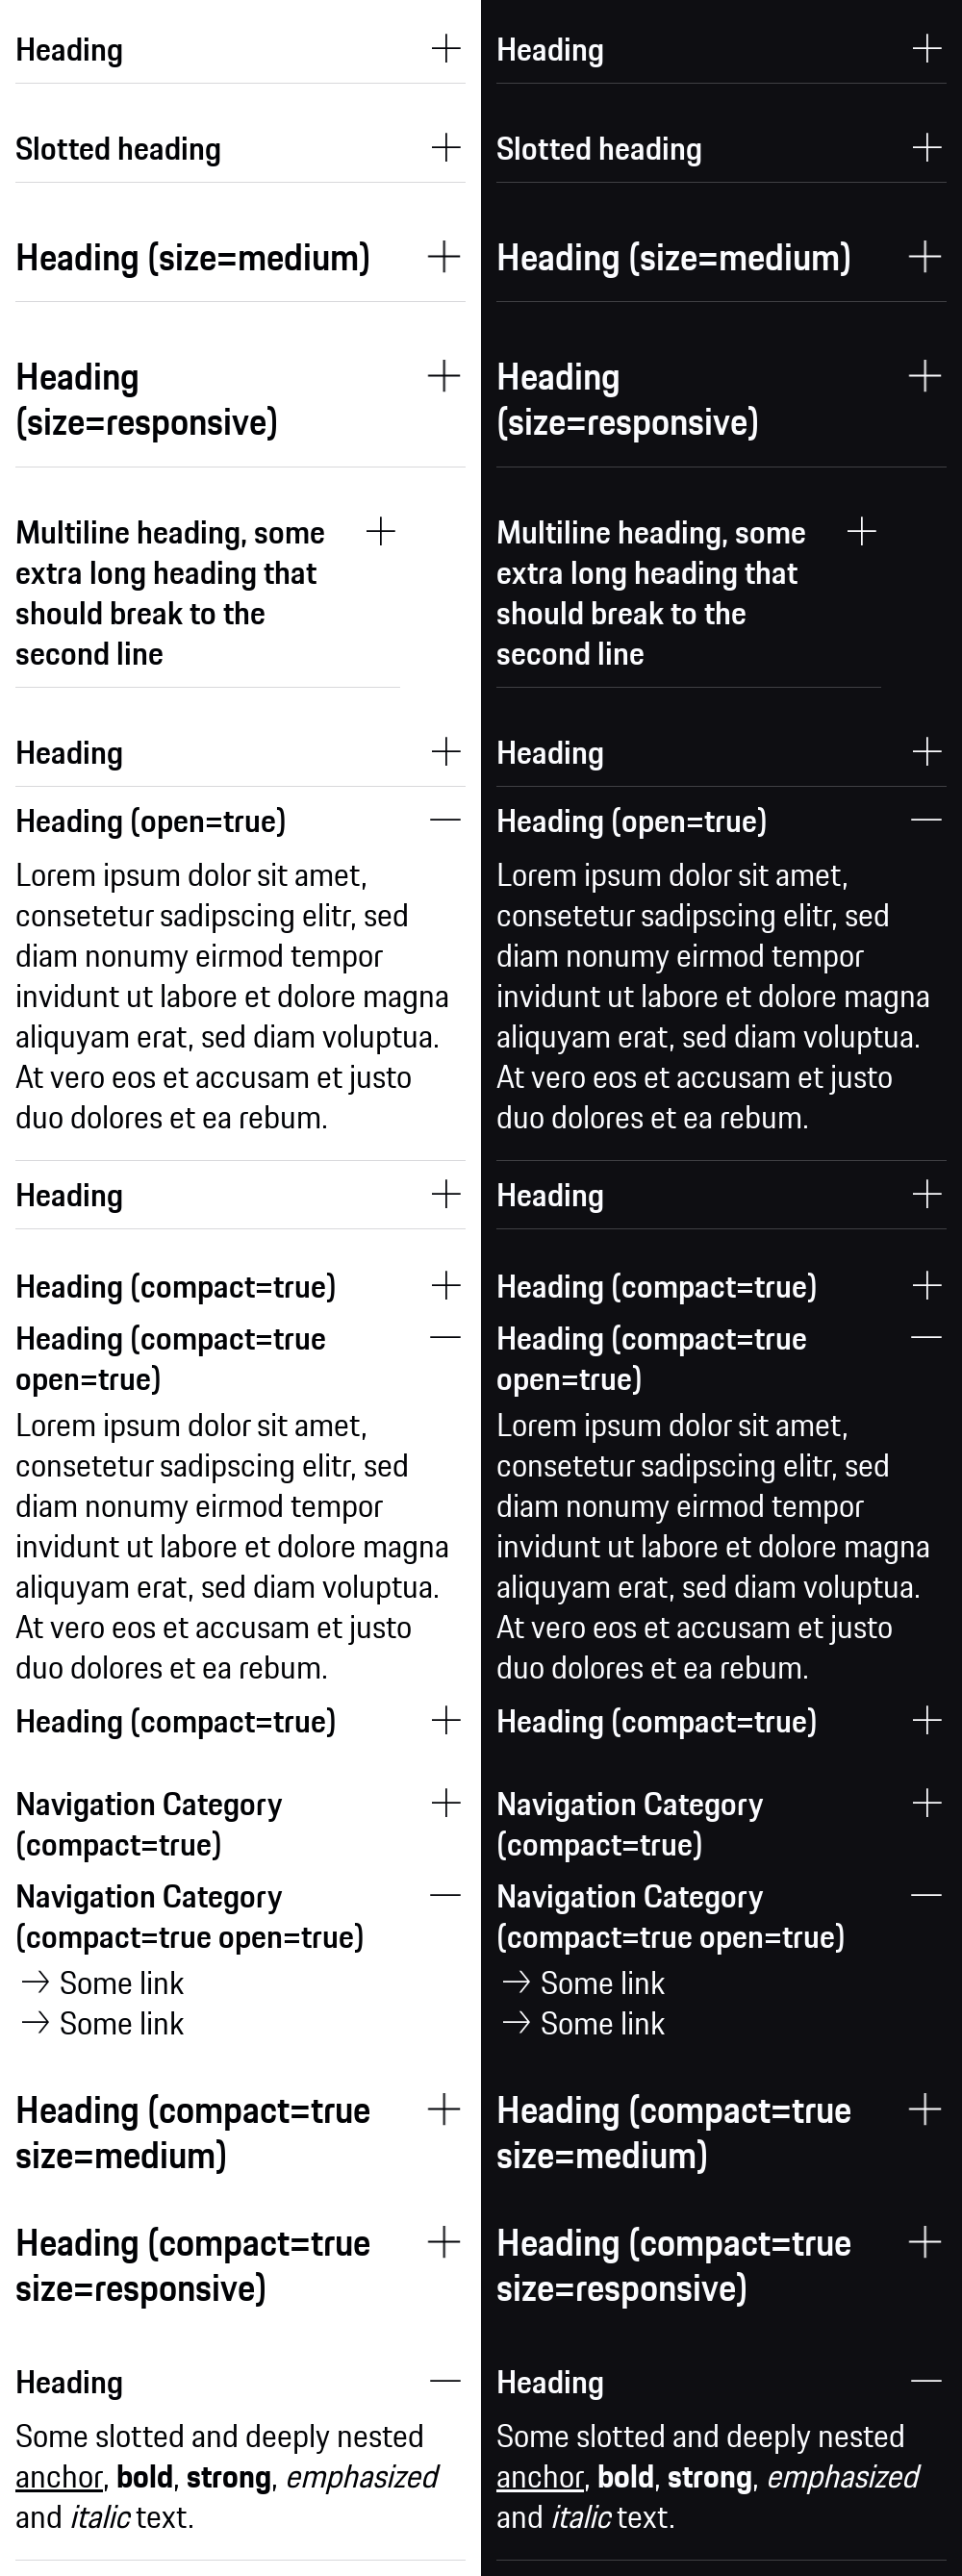 Heading
Slotted heading
Heading (size=medium)
Heading
(size=responsive)
Multiline heading, some
extra long heading that
should break to the
second line
Heading
Heading (open=true)
Lorem ipsum dolor sit amet,
consetetur sadipscing elitr, sed
diam nonumy eirmod tempor
invidunt ut labore et dolore magna
aliquyam erat, sed diam voluptua.
At vero eos et accusam et justo
duo dolores et ea rebum.
Heading
Heading (compact=true)
Heading (compact=true
open=true)
Lorem ipsum dolor sit amet,
consetetur sadipscing elitr, sed
diam nonumy eirmod tempor
invidunt ut labore et dolore magna
aliquyam erat, sed diam voluptua.
At vero eos et accusam et justo
duo dolores et ea rebum.
Heading (compact=true)
Navigation Category
(compact=true)
Navigation Category
(compact=true open=true)
Some link
Some link
Heading (compact=true
size=medium)
Heading (compact=true
size=responsive)
Heading
Some slotted and deeply nested
anchor, bold, strong, emphasized
and italic text.
Heading
Slotted heading
Heading (size=medium)
Heading
(size=responsive)
Multiline heading, some
extra long heading that
should break to the
second line
Heading
Heading (open=true)
Lorem ipsum dolor sit amet,
consetetur sadipscing elitr, sed
diam nonumy eirmod tempor
invidunt ut labore et dolore magna
aliquyam erat, sed diam voluptua.
At vero eos et accusam et justo
duo dolores et ea rebum.
Heading
Heading (compact=true)
Heading (compact=true
open=true)
Lorem ipsum dolor sit amet,
consetetur sadipscing elitr, sed
diam nonumy eirmod tempor
invidunt ut labore et dolore magna
aliquyam erat, sed diam voluptua.
At vero eos et accusam et justo
duo dolores et ea rebum.
Heading (compact=true)
Navigation Category
(compact=true)
Navigation Category
(compact=true open=true)
Some link
Some link
Heading (compact=true
size=medium)
Heading (compact=true
size=responsive)
Heading
Some slotted and deeply nested
anchor, bold, strong, emphasized
and italic text.